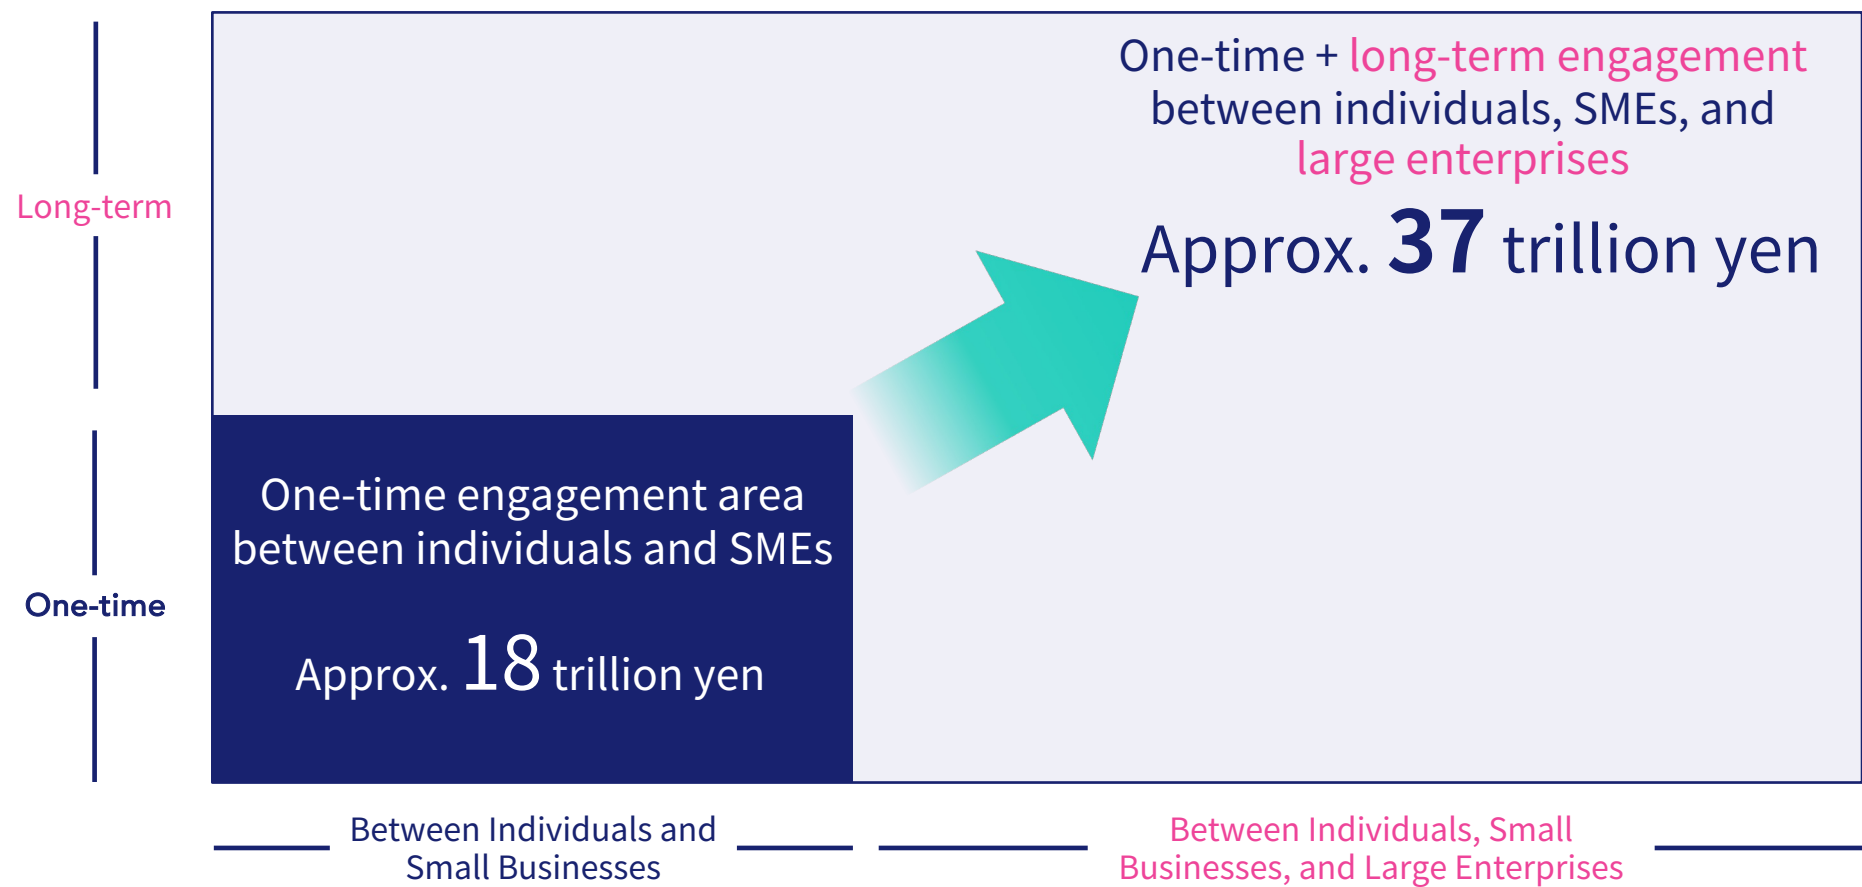 One-time + long-term engagement
between individuals, SMEs, and
large enterprises
Approx. 37 trillion yen
Long-term
One-time engagement area
between individuals and SMEs
Approx. 18 trillion yen
One-time
Between Individuals and
Small Businesses
Between Individuals, Small
Businesses, and Large Enterprises